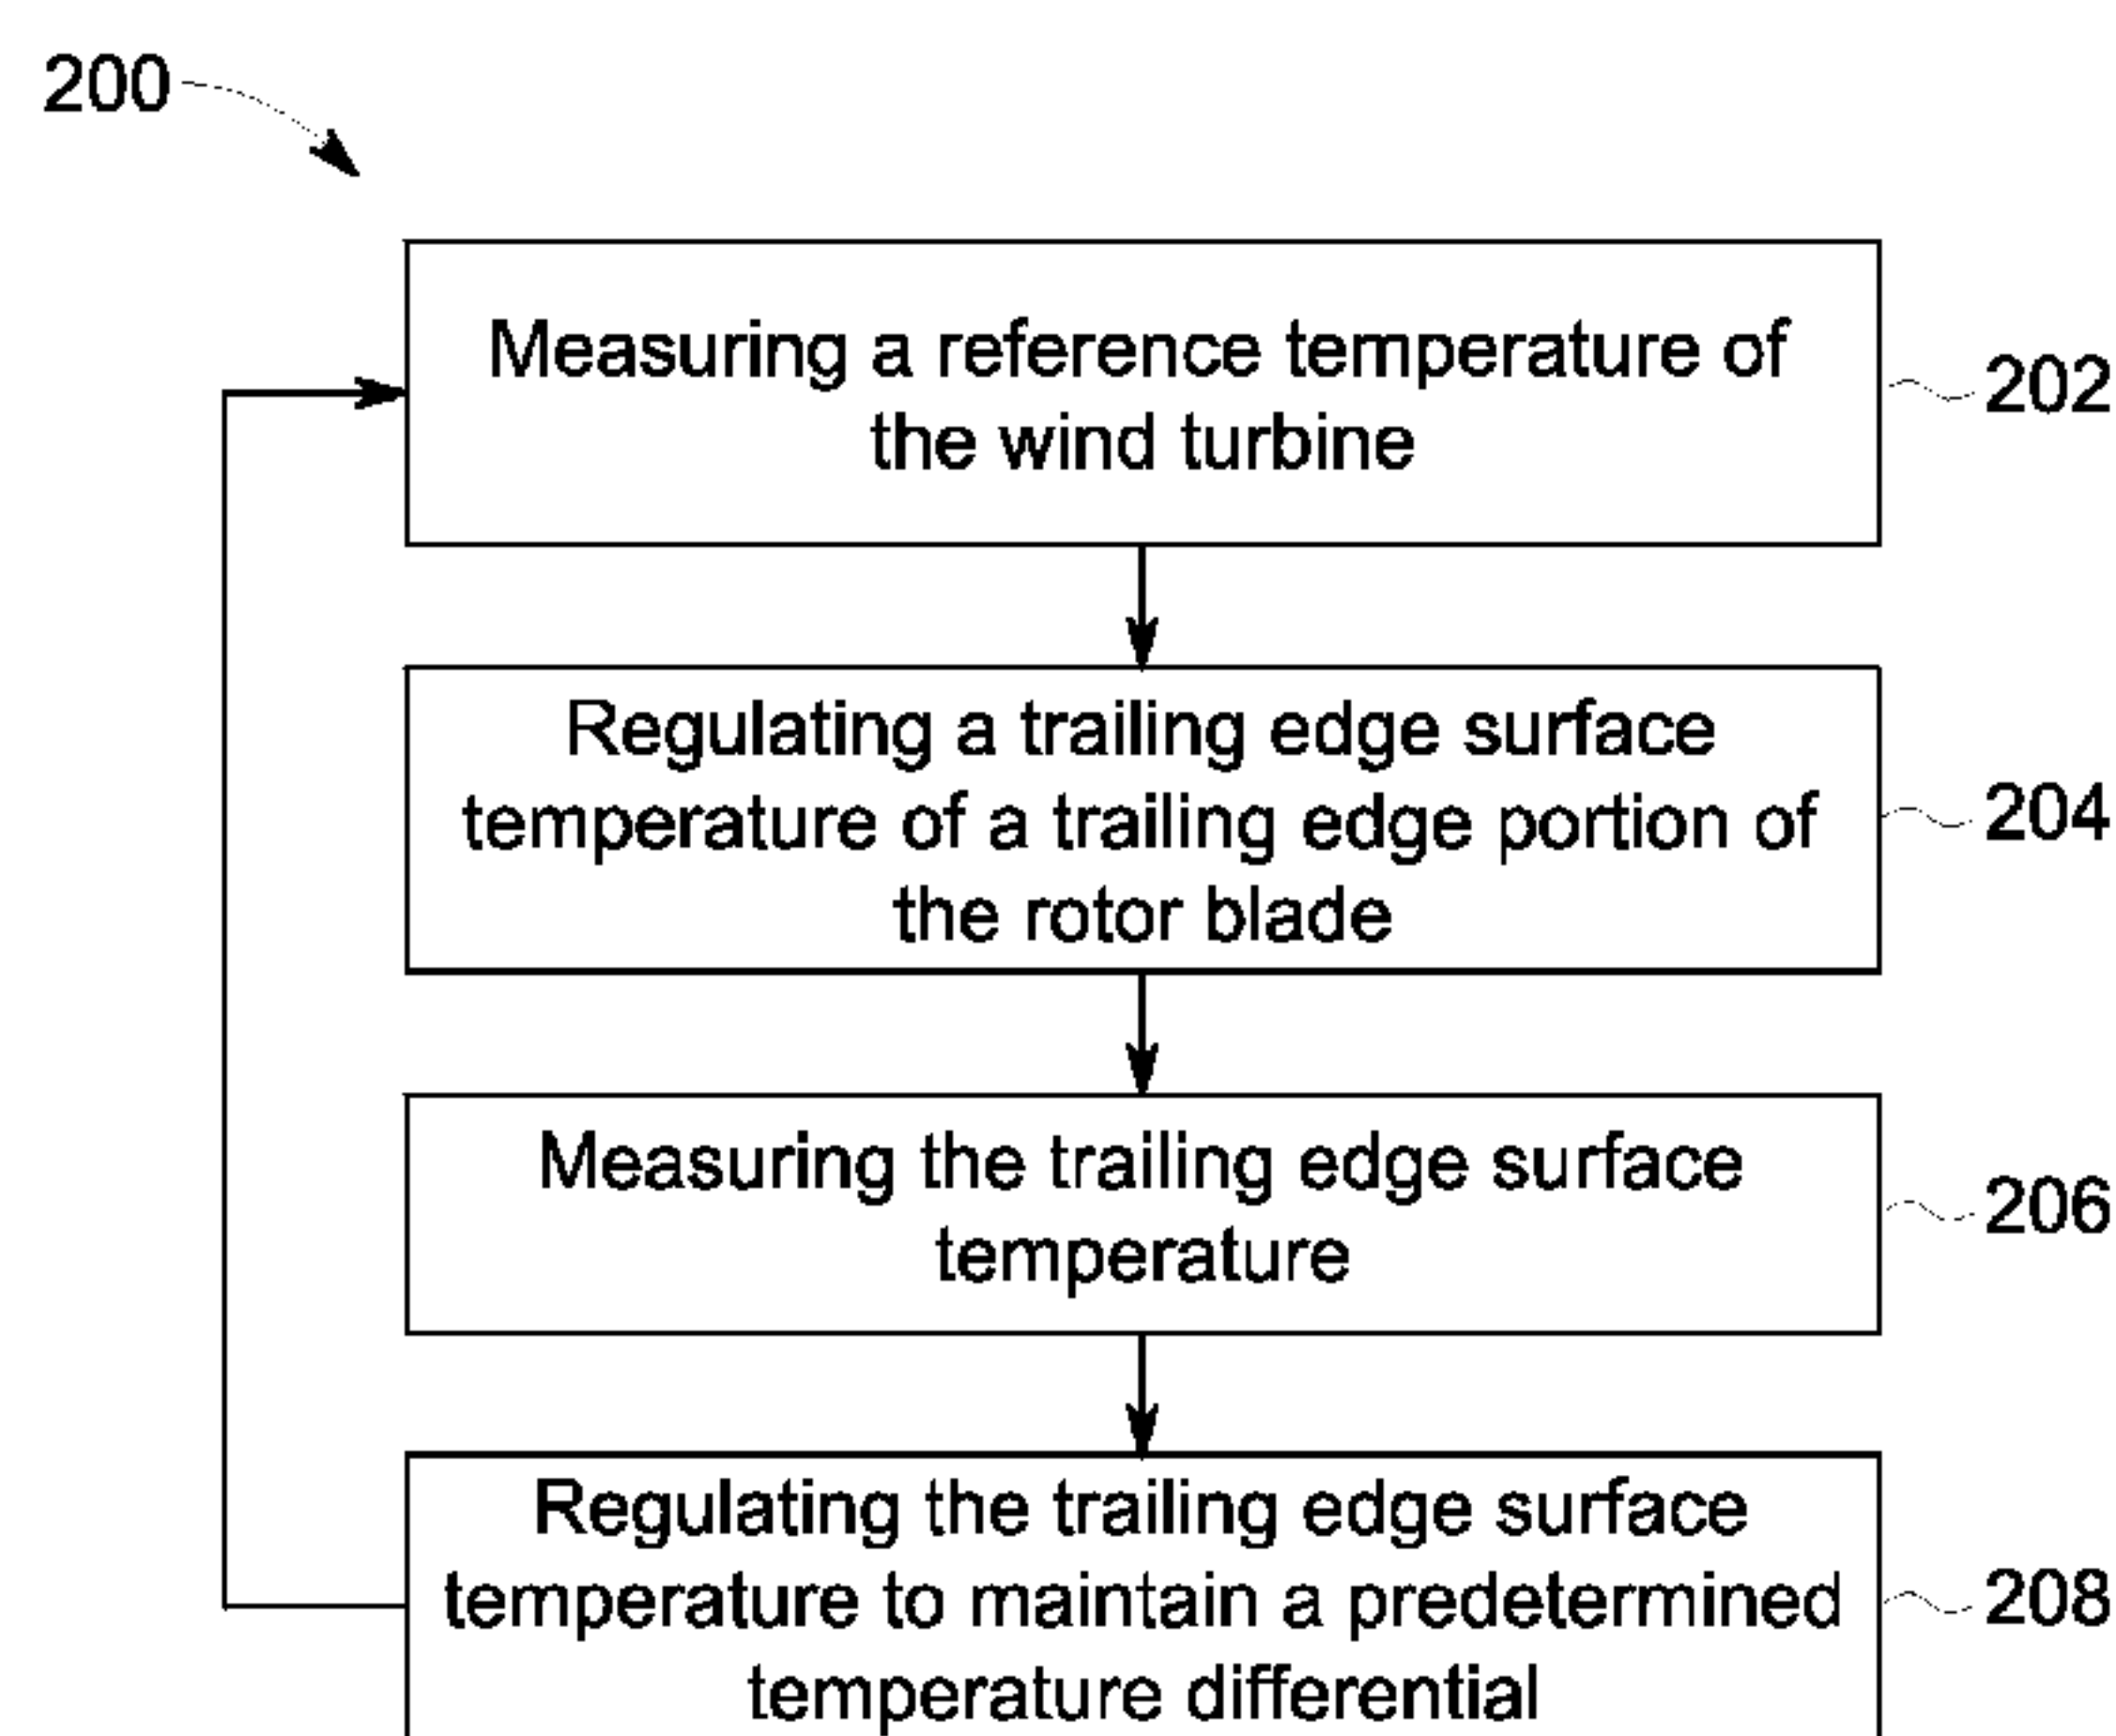 200
Measuring a reference temperature of
the wind turbine
202
Regulating a trailing edge surface
temperature of a trailing edge portion of
the rotor blade
204
Measuring the trailing edge surface
temperature
206
Regulating the trailing edge surface
temperature to maintain a predetermined
temperature differential
208